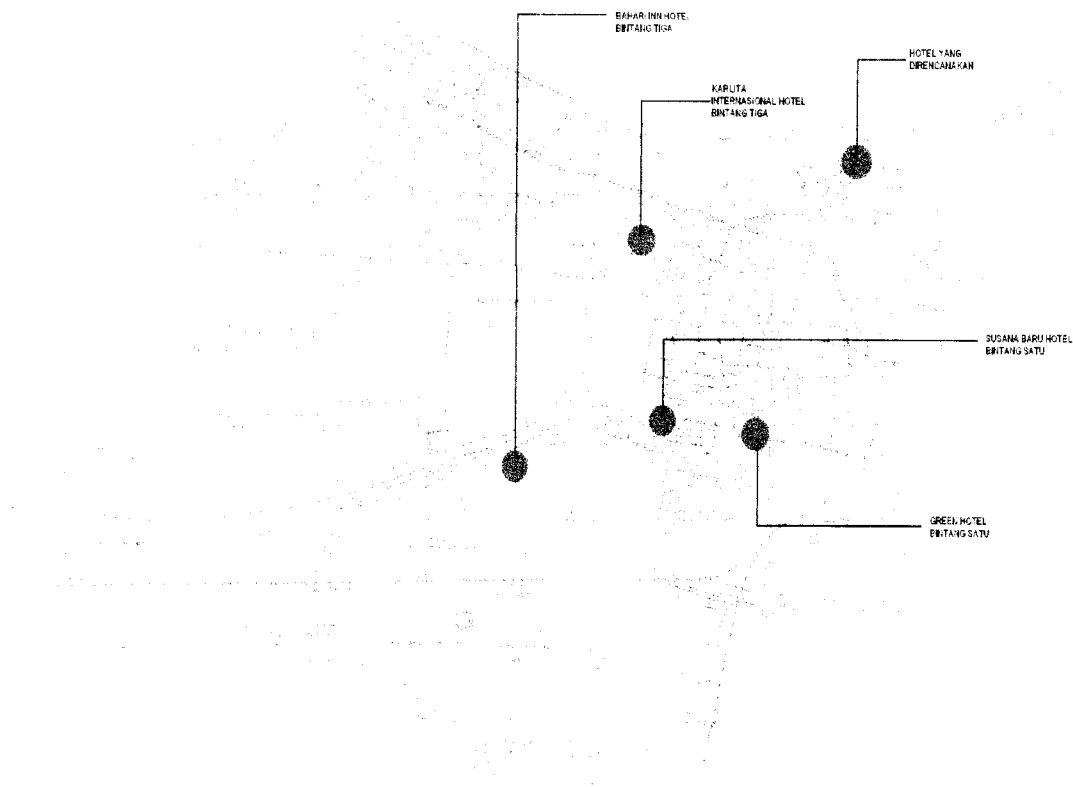 BAHARI INN HOTEL
BINTANG TIGA
HOTEL YANG
DIRENCANAKAN
KARLITA
INTERNASIONAL HOTEL
BINTANG TIGA
SUSANA BARU HOTEL
BINTANG SATU
GREEN HOTEL
BINTANG SATU